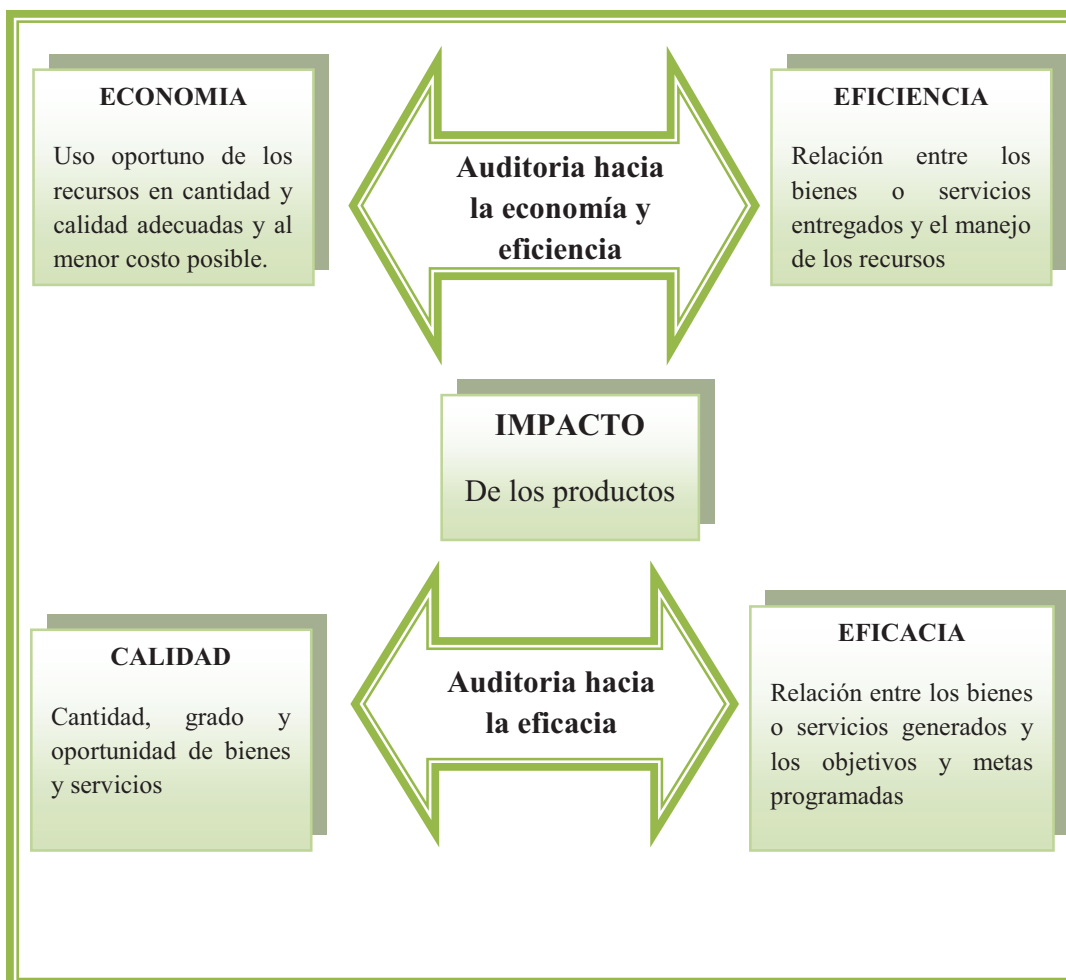 ECONOMIA
Uso oportuno de los
recursos en cantidad y
calidad adecuadas y al
menor costo posible.
Auditoria hacia
la economía y
eficiencia
EFICIENCIA
Relación entre los
bienes o servicios
entregados y el manejo
de los recursos
IMPACTO
De los productos
CALIDAD
Cantidad, grado y
oportunidad de bienes
y servicios
Auditoria hacia
la eficacia
EFICACIA
Relación entre los bienes
o servicios generados y
los objetivos y metas
programadas